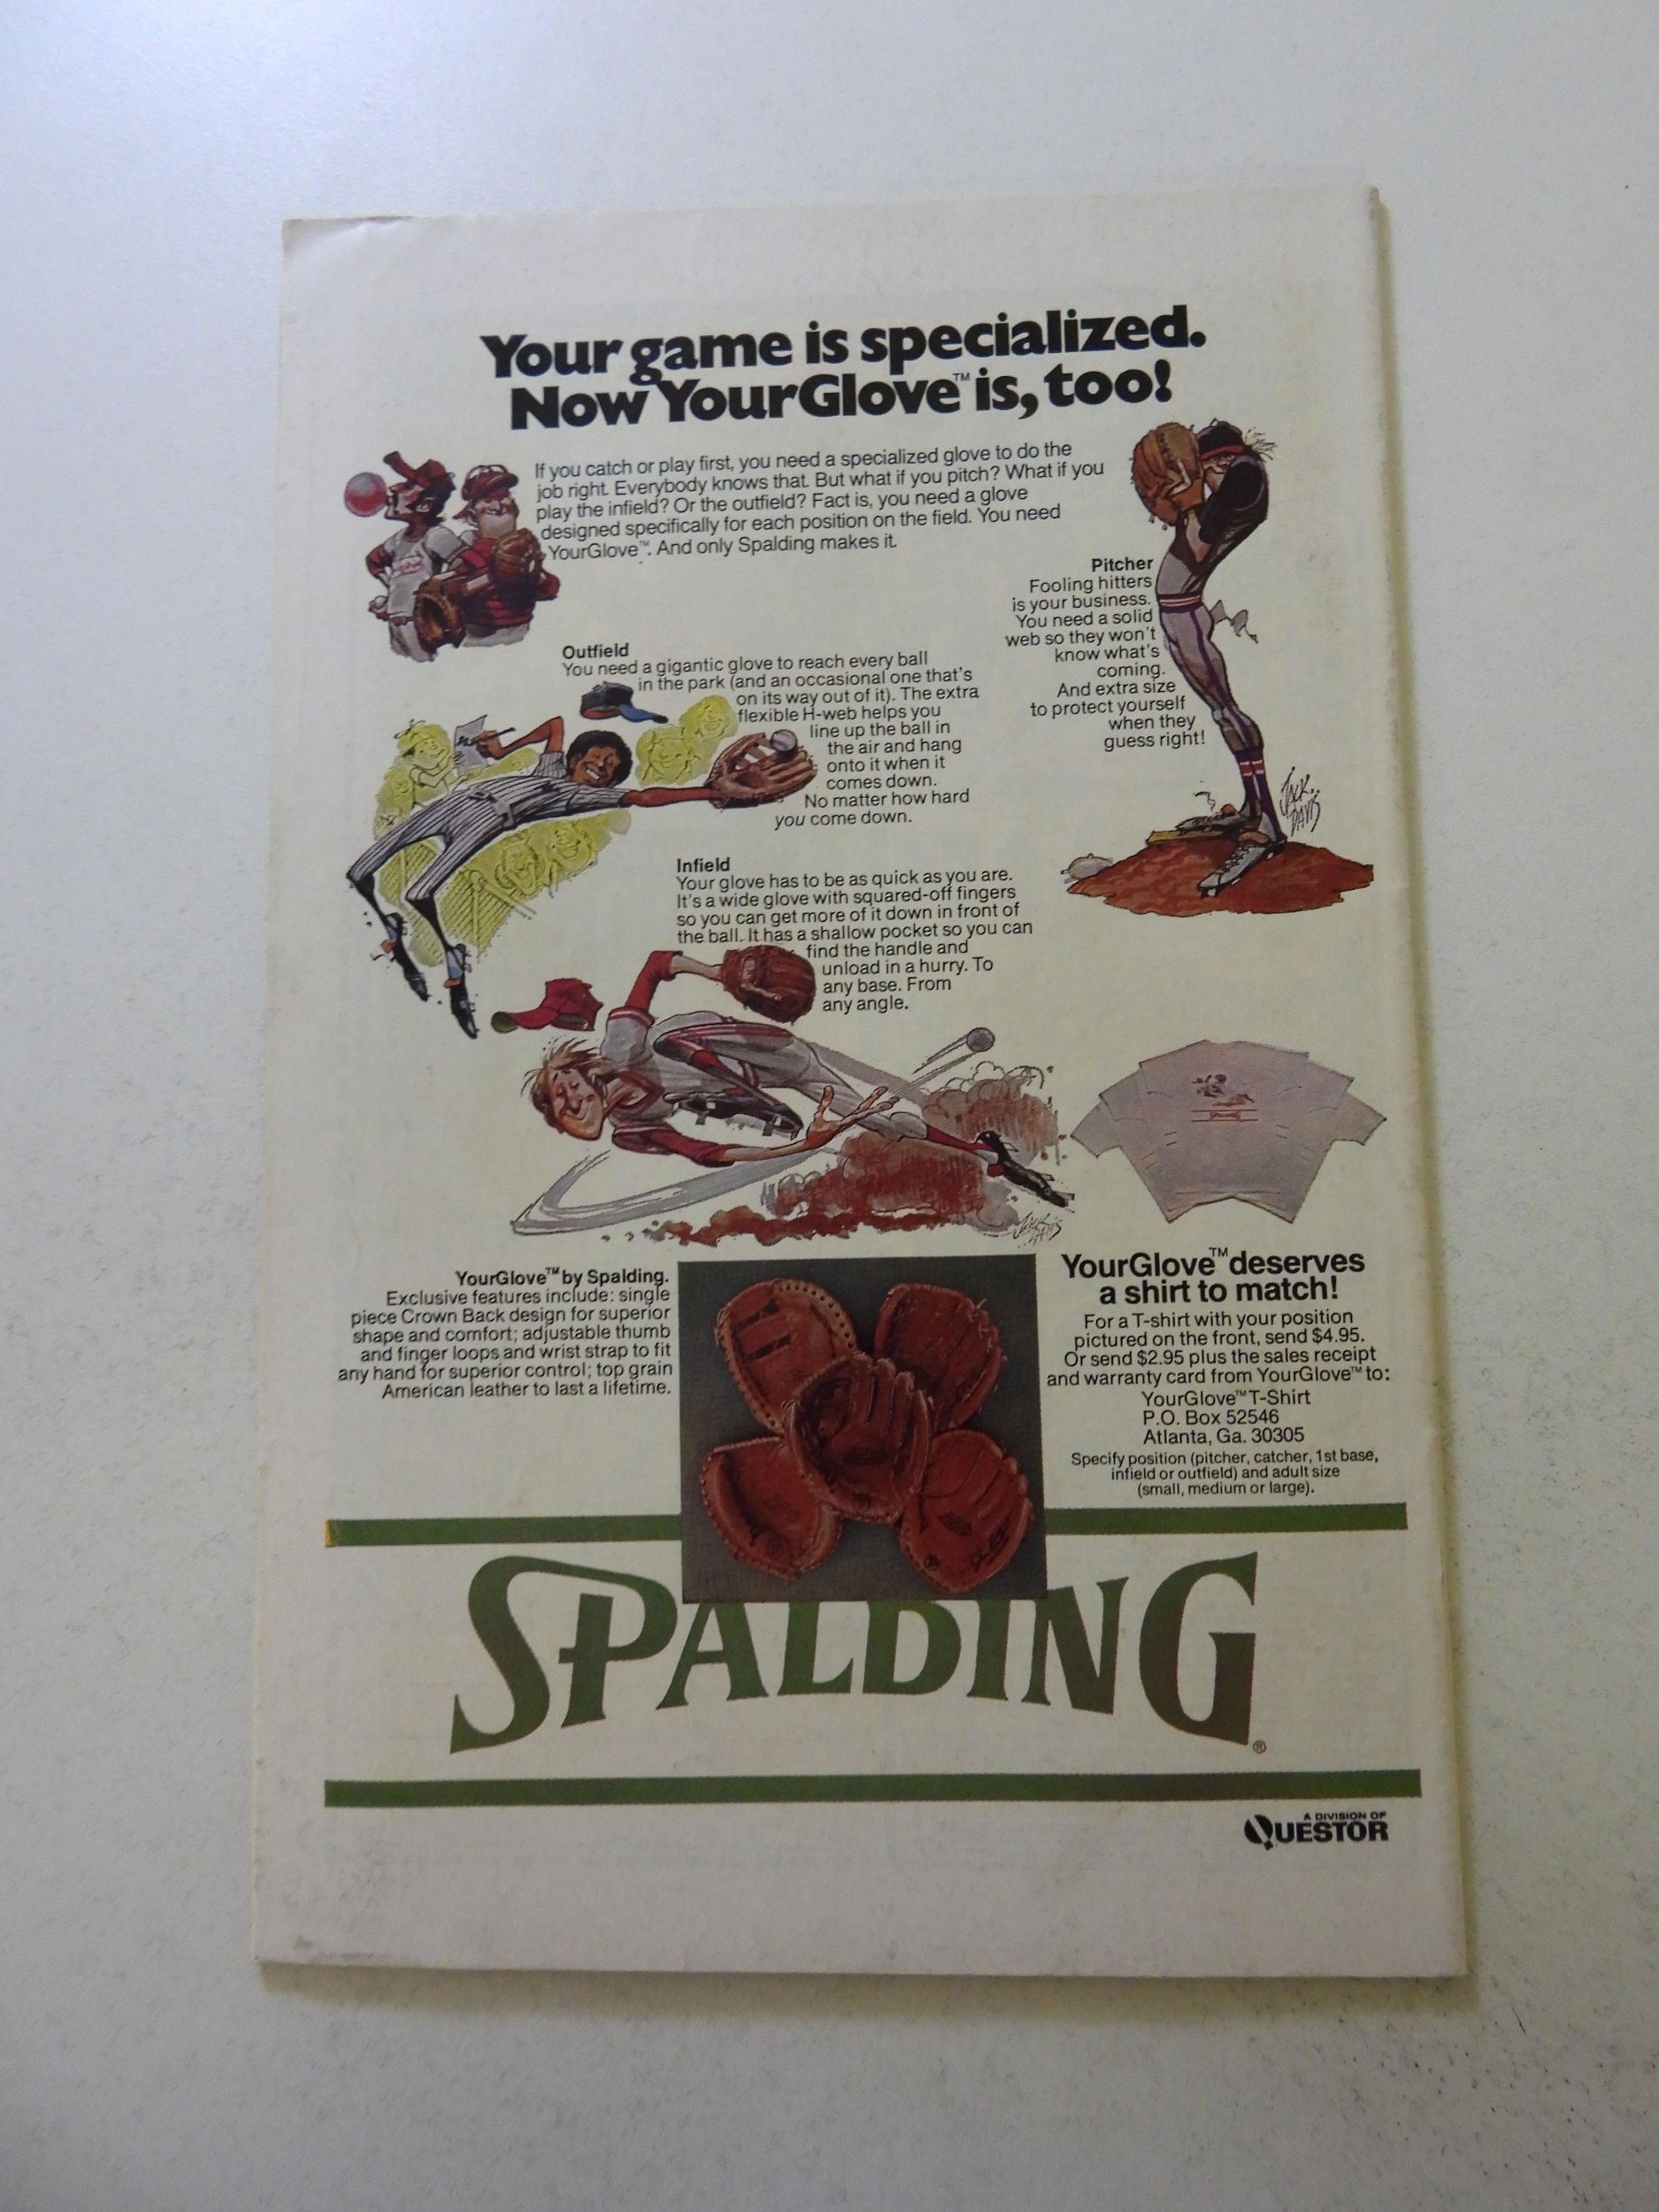 Your game is specialized.
Now YourGlove™ is, too!
If you catch or play first, you need a specialized glove to do the
job right. Everybody knows that. But what if you pitch? What if you
play the infield? Or the outfield? Fact is, you need a glove
designed specifically for each position on the field. You need
YourGlove™. And only Spalding makes it.
Pitcher
Fooling hitters
is your business.
You need a solid
web so they won't
know what's
coming.
And extra size
to protect yourself
when they
guess right!
JACK
DAVIS
Outfield
You need a gigantic glove to reach every ball
in the park (and an occasional one that's
on its way out of it). The extra
flexible H-web helps you
line up the ball in
the air and hang
onto it when it
comes down.
No matter how hard
you come down.
Infield
Your glove has to be as quick as you are.
It's a wide glove with squared-off fingers
so you can get more of it down in front of
the ball. It has a shallow pocket so you can
find the handle and
unload in a hurry. To
any base. From
any angle.
JACK
DAVIS
SPALDING
YourGlove™ by Spalding.
Exclusive features include: single
piece Crown Back design for superior
shape and comfort; adjustable thumb
and finger loops and wrist strap to fit
any hand for superior control; top grain
American leather to last a lifetime.
YourGlove™ deserves
a shirt to match!
For a T-shirt with your position
pictured on the front, send $4.95.
Or send $2.95 plus the sales receipt
and warranty card from YourGlove™ to:
YourGlove™ T-Shirt
P.O. Box 52546
Atlanta, Ga. 30305
Specify position (pitcher, catcher, 1st base,
infield or outfield) and adult size
(small, medium or large).
SPALDING®
A DIVISION OF
QUESTOR